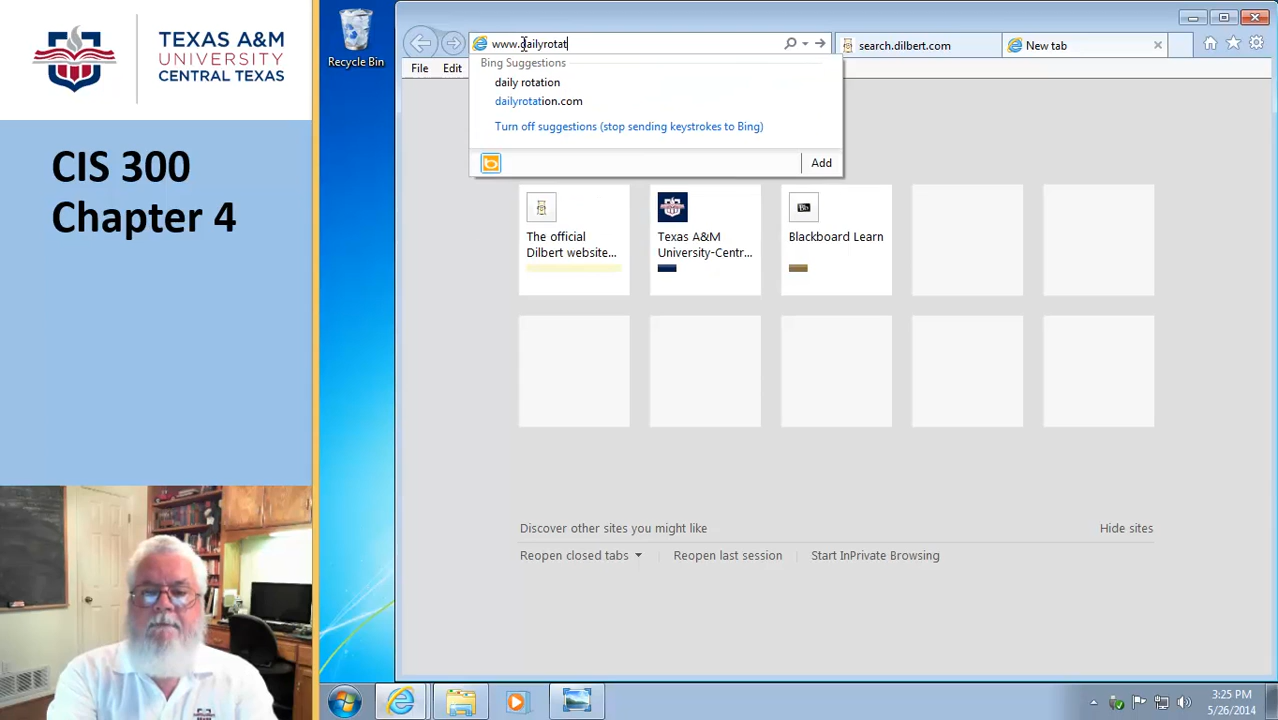 TEXAS A&M
UNIVERSITY
CENTRAL TEXAS
CIS 300
Chapter 4
Recycle Bin
www.dailyrotat
search.dilbert.com
New tab
File
Edit
Bing Suggestions
daily rotation
dailyrotation.com
Turn off suggestions (stop sending keystrokes to Bing)
Add
The official
Dilbert website...
Texas A&M
University-Centr...
Blackboard Learn
Discover other sites you might like
Hide sites
Reopen closed tabs
Reopen last session
Start InPrivate Browsing
3:25 PM
5/26/2014